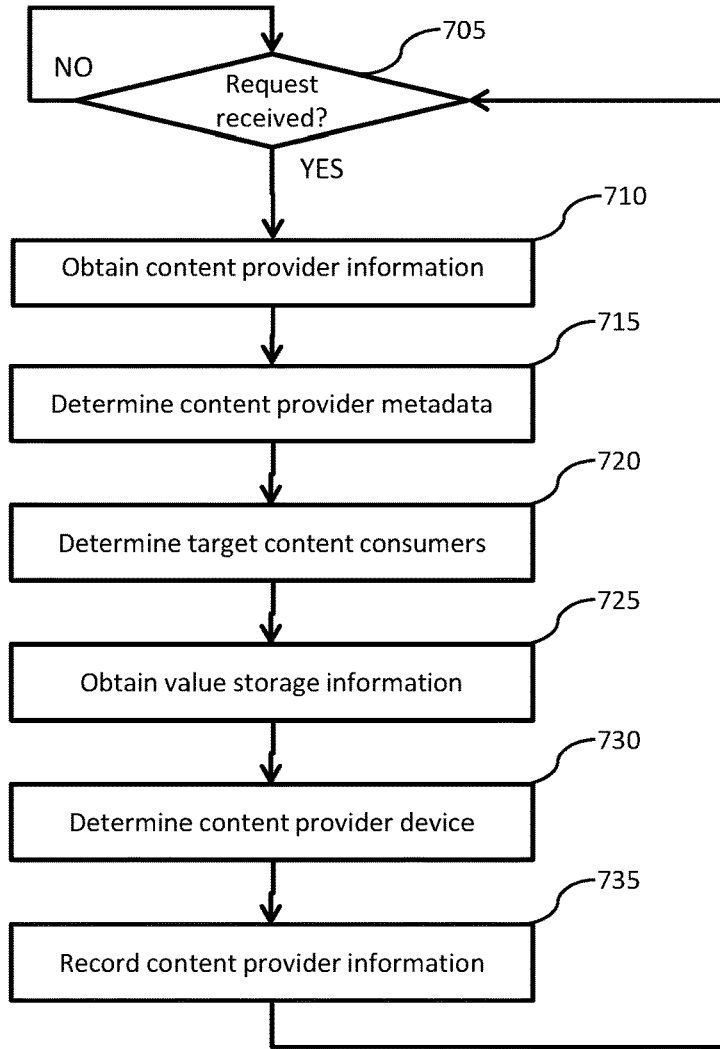 705
NO
Request
received?
YES
710
Obtain content provider information
715
Determine content provider metadata
720
Determine target content consumers
725
Obtain value storage information
730
Determine content provider device
735
Record content provider information